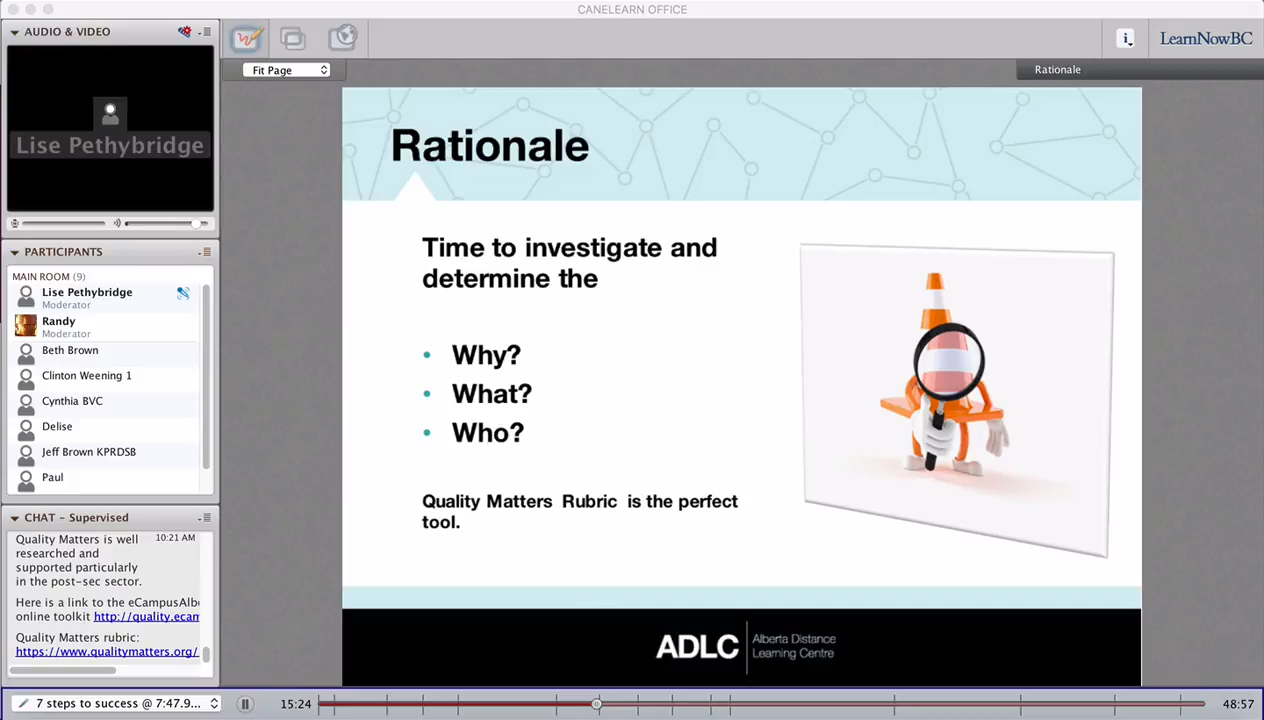 CANELEARN OFFICE
AUDIO & VIDEO
Lise Pethybridge
PARTICIPANTS
MAIN ROOM (9)
Lise Pethybridge
Moderator
Randy
Moderator
Beth Brown
Clinton Weening 1
Cynthia BVC
Delise
Jeff Brown KPRDSB
Paul
CHAT – Supervised
Quality Matters is well 10:21 AM
researched and
supported particularly
in the post-sec sector.
Here is a link to the eCampusAlb
online toolkit http://quality.ecam
Quality Matters rubric:
https://www.qualitymatters.org/
LearnNowBC
Fit Page
Rationale
Rationale
Time to investigate and
determine the
• Why?
• What?
• Who?
Quality Matters Rubric is the perfect
tool.
ADLC
Alberta Distance
Learning Centre
7 steps to success @ 7:47.9...
15:24
48:57